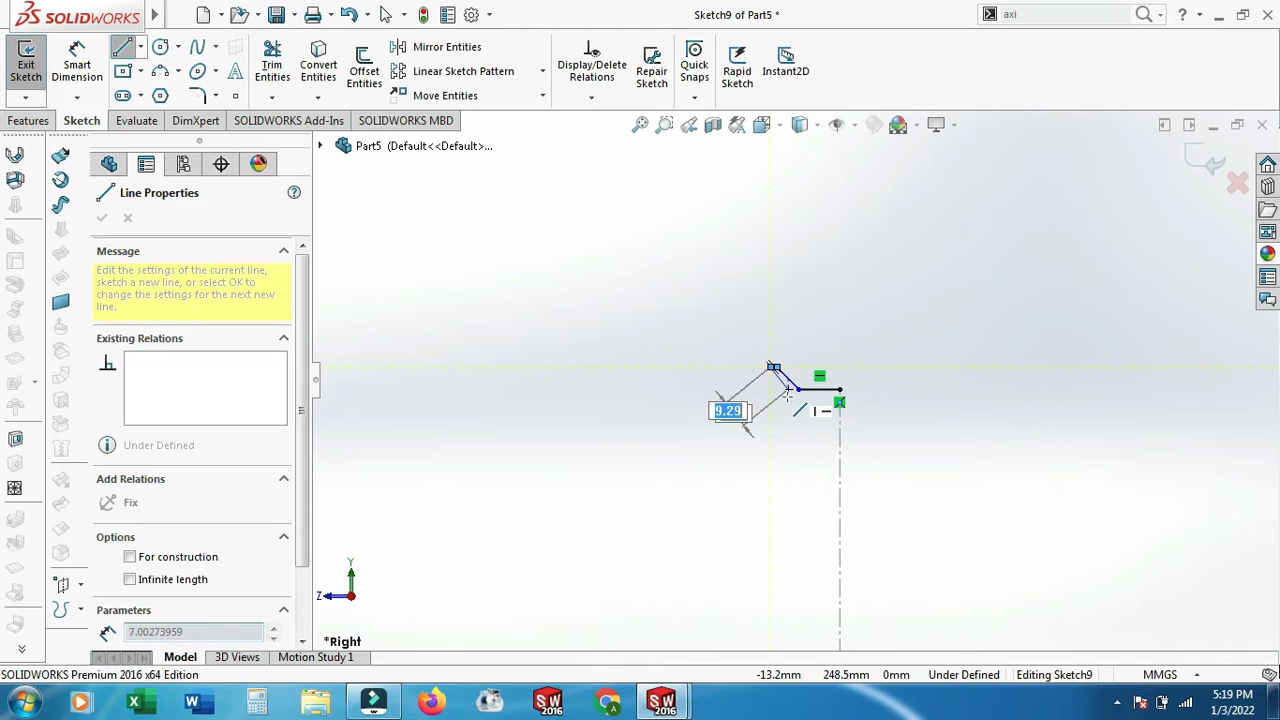 SOLIDWORKS
Sketch9 of Part5 *
axi
?
Exit
Sketch
Smart
Dimension
Trim
Entities
Convert
Entities
Offset
Entities
Mirror Entities
Linear Sketch Pattern
Move Entities
Display/Delete
Relations
Repair
Sketch
Quick
Snaps
Rapid
Sketch
Instant2D
Features
Sketch
Evaluate
DimXpert
SOLIDWORKS Add-Ins
SOLIDWORKS MBD
Part5 (Default<<Default>...
Line Properties
?
Message
Edit the settings of the current line,
sketch a new line, or select OK to
change the settings for the next new
line.
Existing Relations
Under Defined
Add Relations
Fix
Options
For construction
Infinite length
Parameters
7.00273959
9.29
Y
Z
*Right
Model
3D Views
Motion Study 1
SOLIDWORKS Premium 2016 x64 Edition
-13.2mm
248.5mm
0mm
Under Defined
Editing Sketch9
MMGS
SW
2016
SW
2016
5:19 PM
1/3/2022